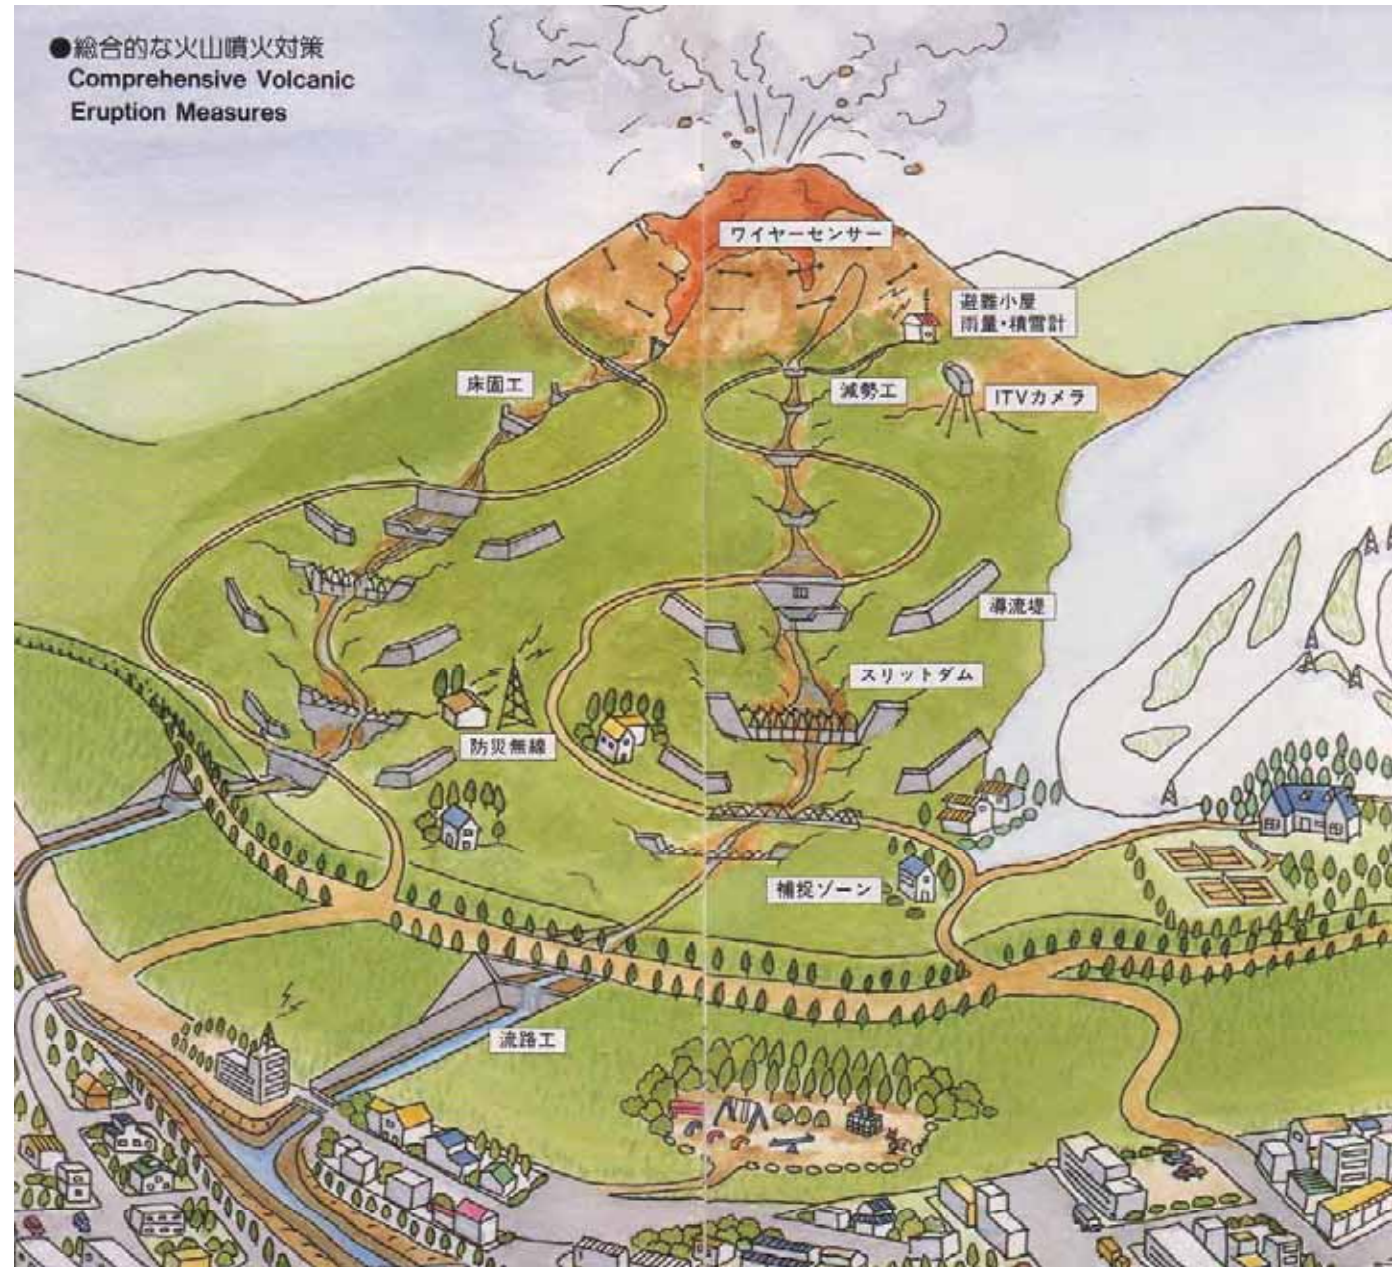 ●総合的な火山噴火対策
Comprehensive Volcanic
Eruption Measures
ワイヤーセンサー
避難小屋
雨量・積雪計
床固工
減勢工
ITVカメラ
導流堤
スリットダム
防災無線
補捉ゾーン
流路工